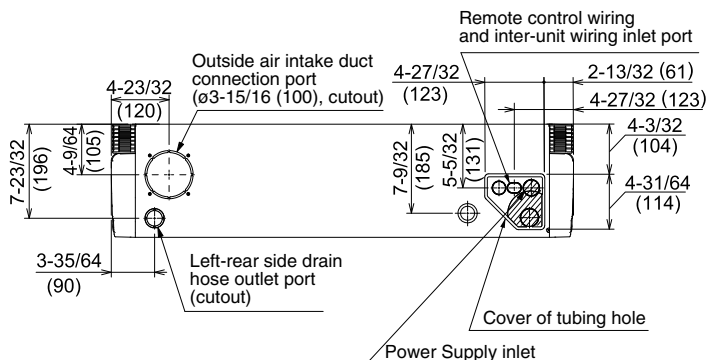 Remote control wiring
and inter-unit wiring inlet port
Outside air intake duct
connection port
(ø3-15/16 (100), cutout)
4-23/32
(120)
4-27/32
(123)
2-13/32 (61)
4-27/32 (123)
7-23/32
(196)
4-9/64
(105)
7-9/32
(185)
5-5/32
(131)
4-3/32
(104)
4-31/64
(114)
3-35/64
(90)
Left-rear side drain
hose outlet port
(cutout)
Cover of tubing hole
Power Supply inlet